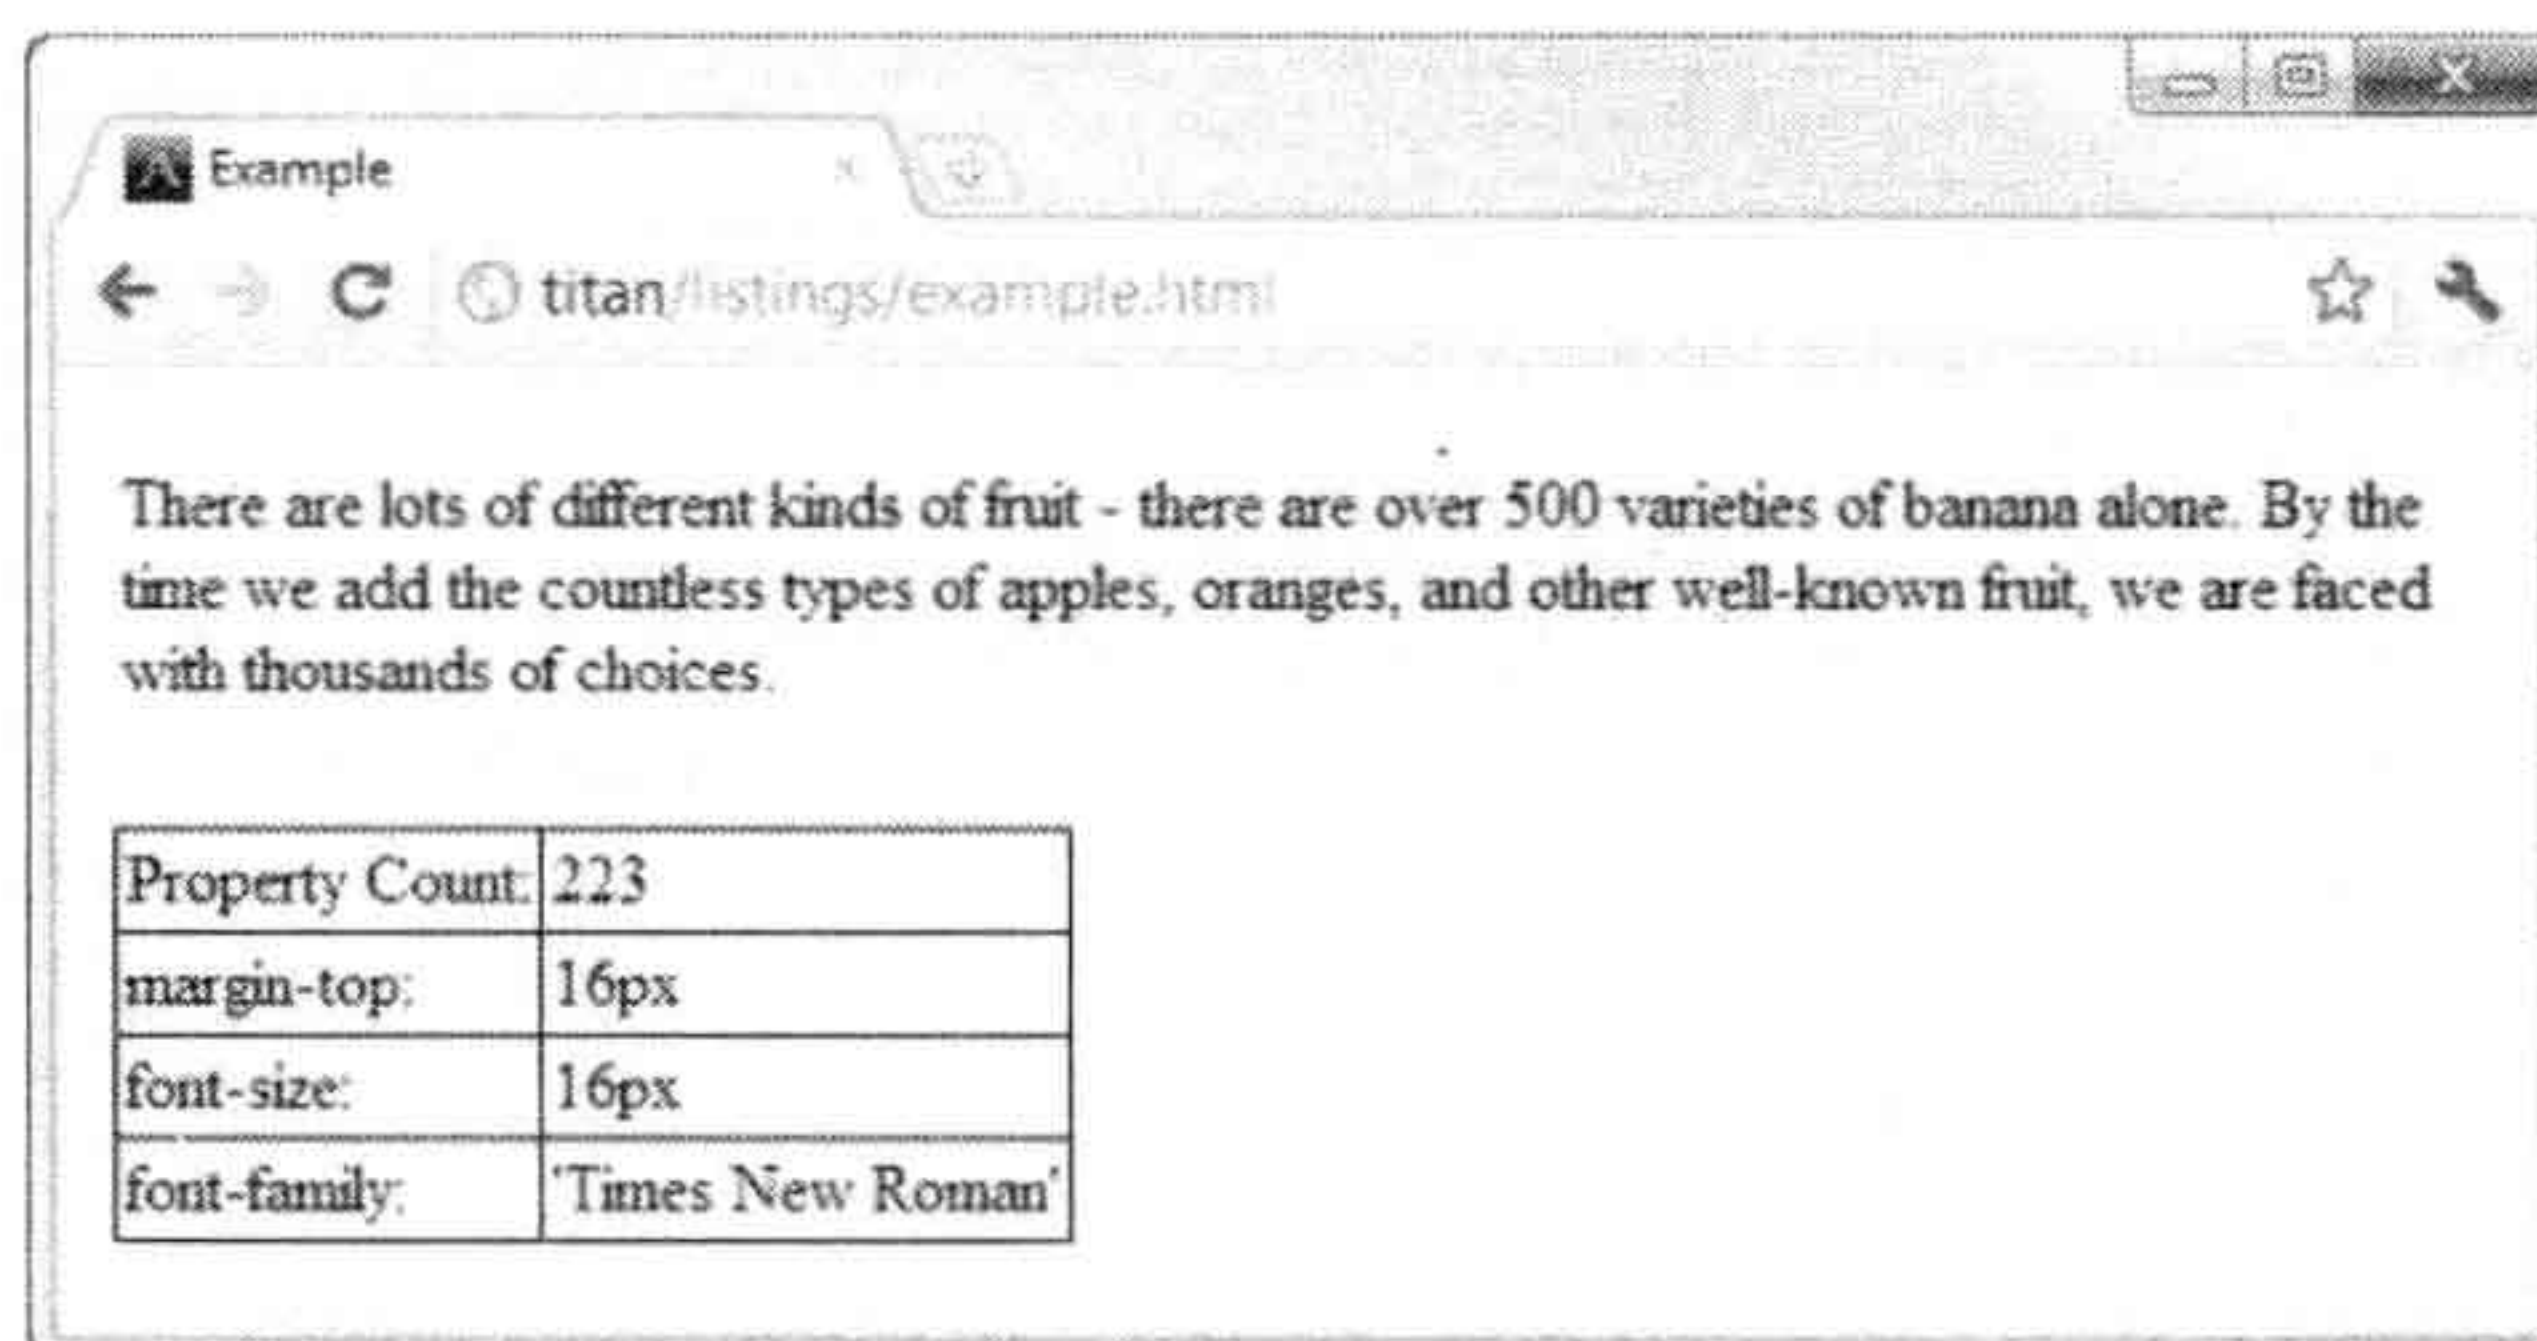 Example
titan/listings/example.html
There are lots of different kinds of fruit - there are over 500 varieties of banana alone. By the
time we add the countless types of apples, oranges, and other well-known fruit, we are faced
with thousands of choices.
Property Count: 223
margin-top: 16px
font-size: 16px
font-family: 'Times New Roman'